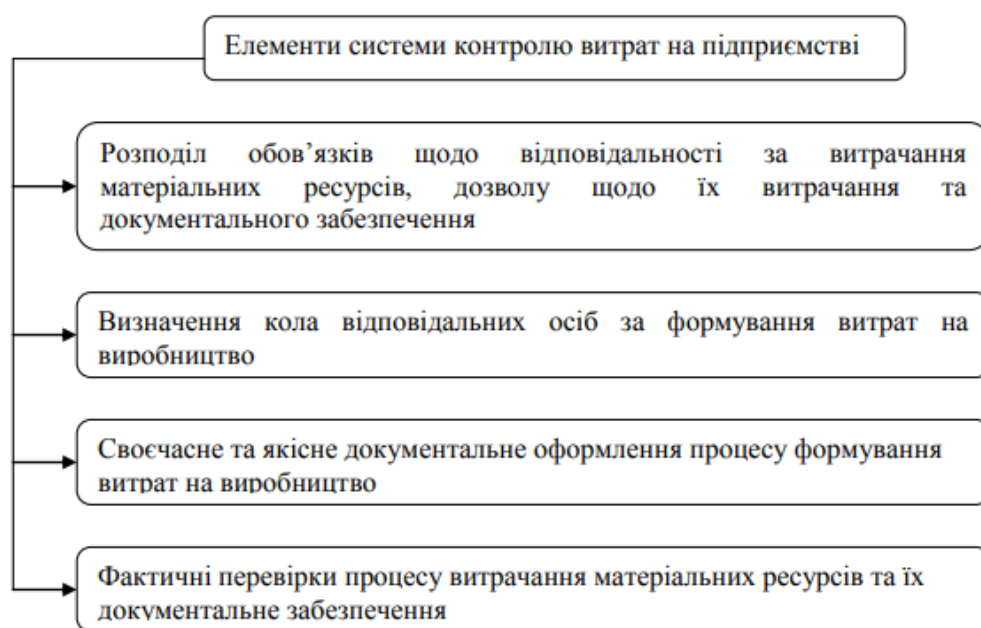 Елементи системи контролю витрат на підприємстві
Розподіл обов’язків щодо відповідальності за витрачання
матеріальних ресурсів, дозволу щодо їх витрачання та
документального забезпечення
Визначення кола відповідальних осіб за формування витрат на
виробництво
Своєчасне та якісне документальне оформлення процесу формування
витрат на виробництво
Фактичні перевірки процесу витрачання матеріальних ресурсів та їх
документальне забезпечення